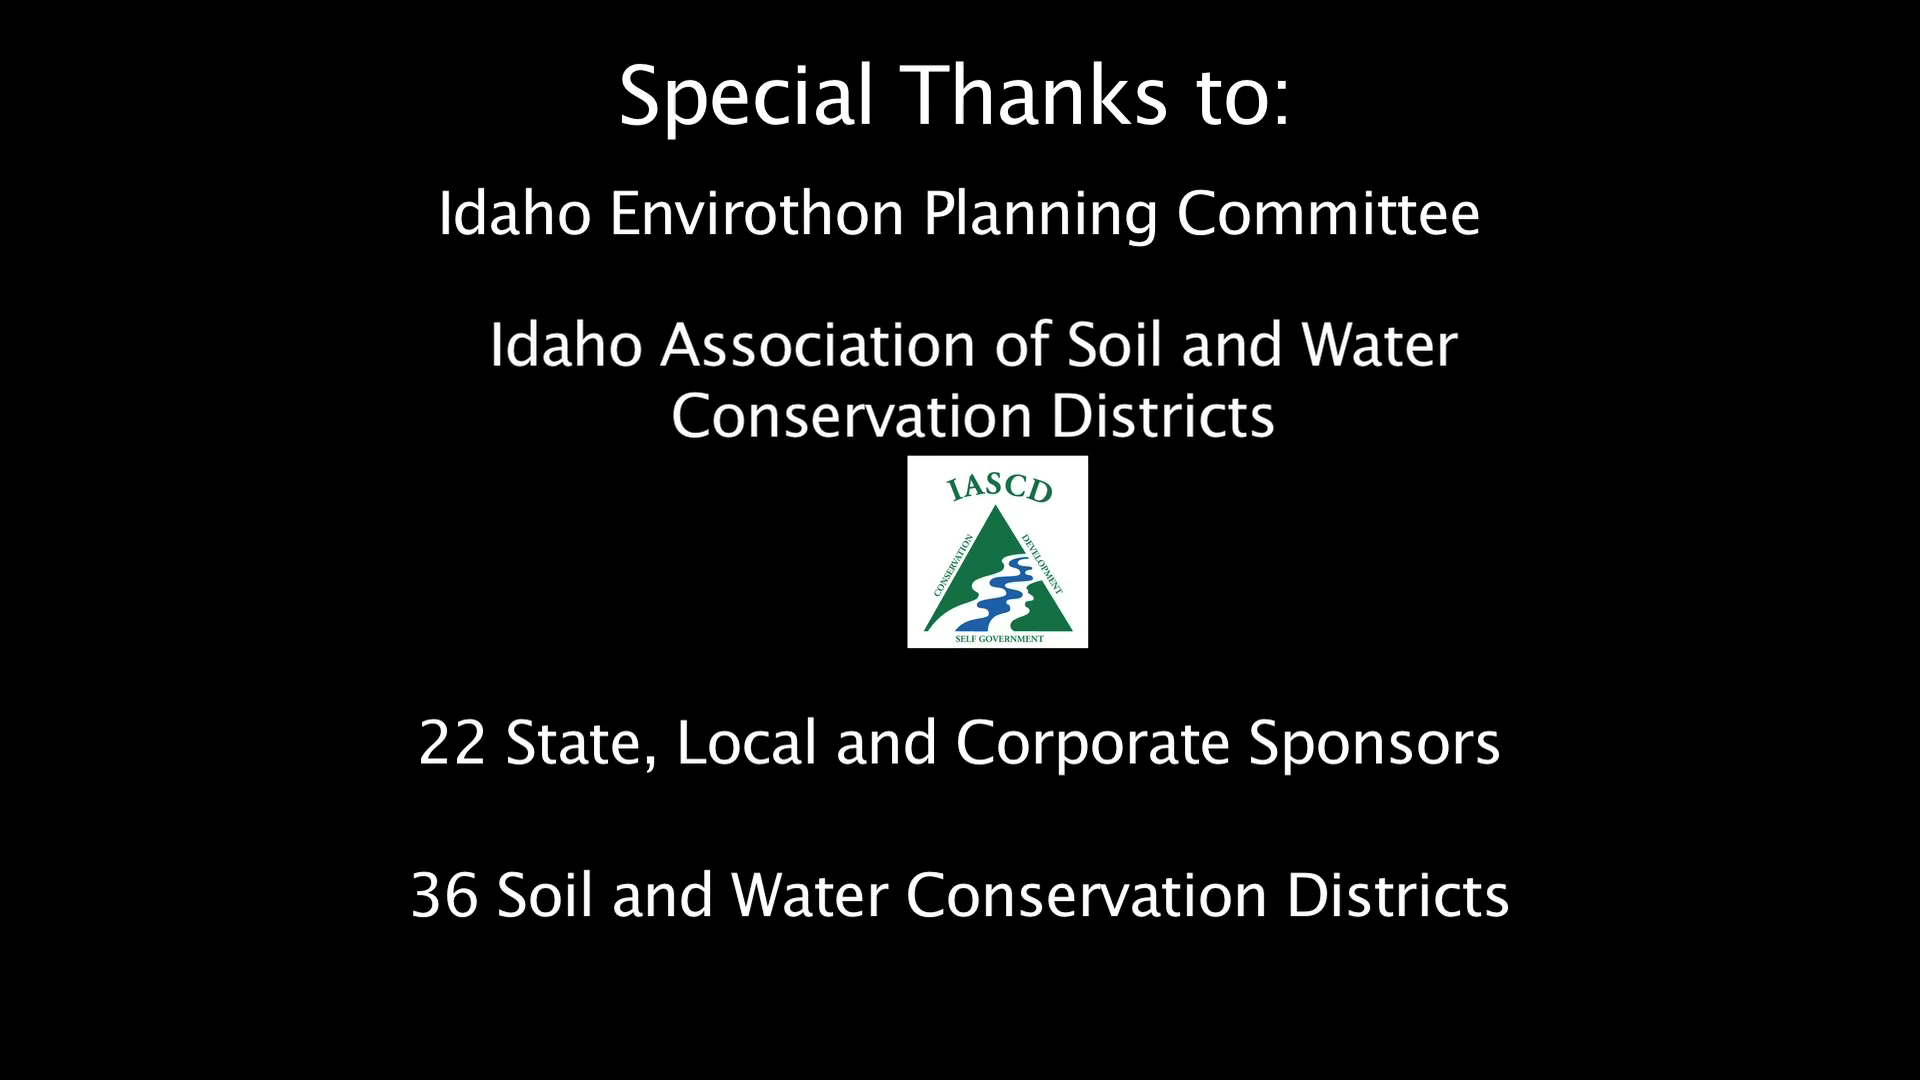 Special Thanks to:
Idaho Envirothon Planning Committee
Idaho Association of Soil and Water
Conservation Districts
IASCD
CONSERVATION
DEVELOPMENT
SELF GOVERNMENT
22 State, Local and Corporate Sponsors
36 Soil and Water Conservation Districts